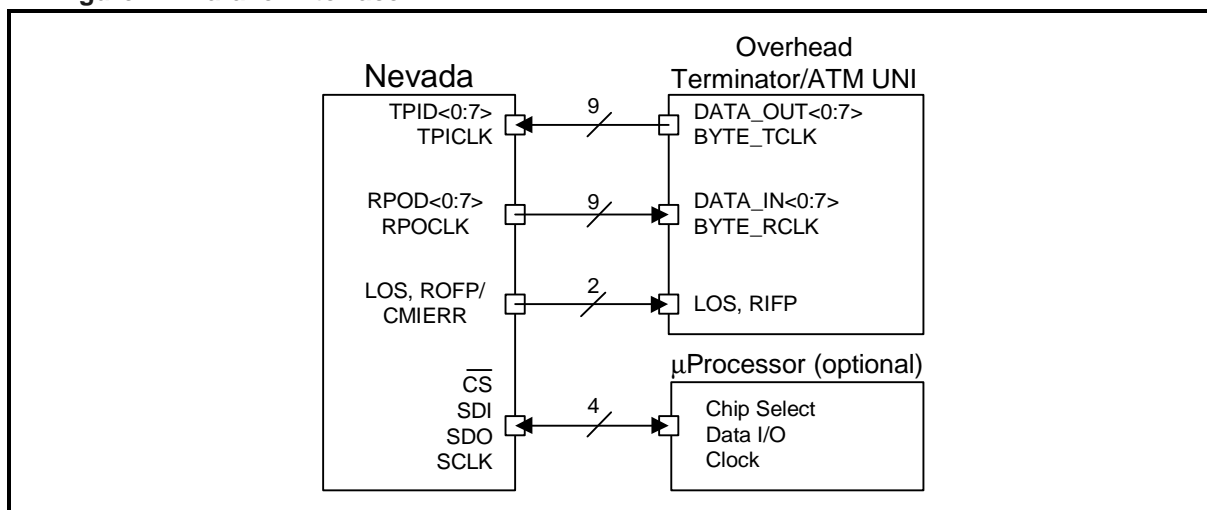 Overhead
Terminator/ATM UNI
Nevada
TPID<0:7>
TPICLK
9
DATA_OUT<0:7>
BYTE_TCLK
RPOD<0:7>
RPOCLK
9
DATA_IN<0:7>
BYTE_RCLK
LOS, ROFP/
CMIERR
2
LOS, RIFP
μProcessor (optional)
CS
SDI
SDO
SCLK
4
Chip Select
Data I/O
Clock